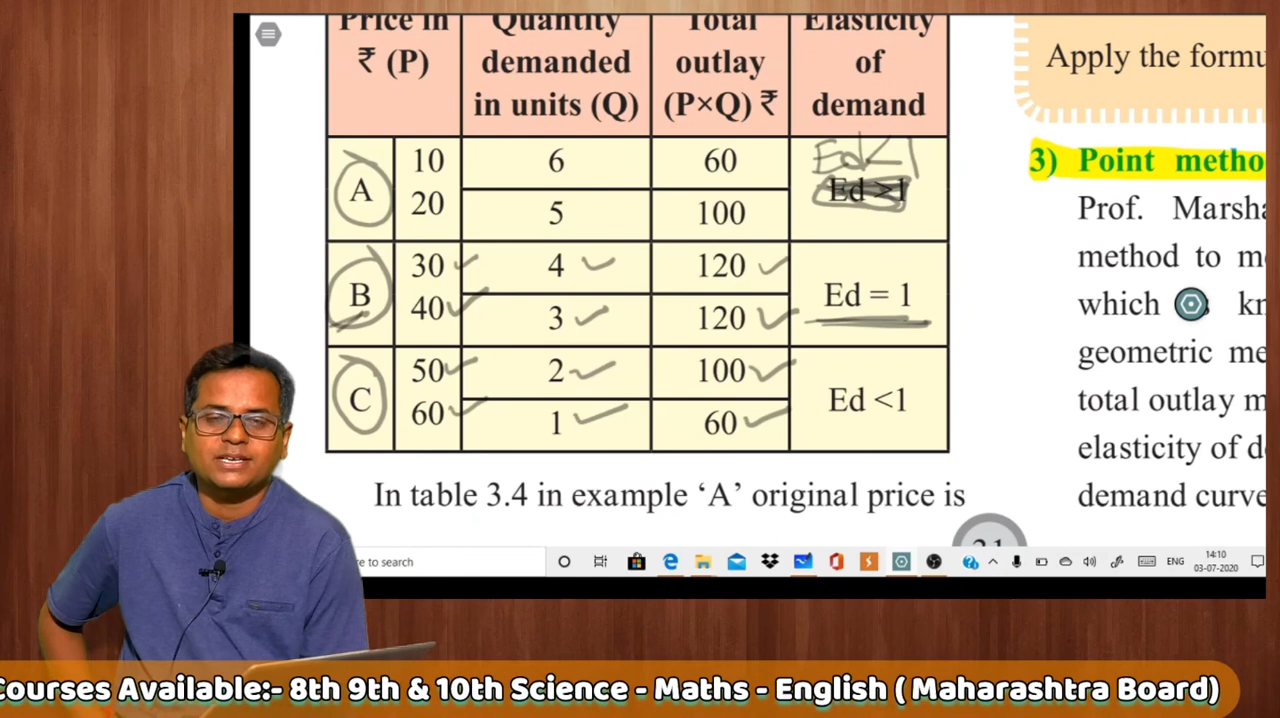 Price in
₹ (P)
Quantity
demanded
in units (Q)
Total
outlay
(P×Q) ₹
Elasticity
of
demand
A
10
20
6
5
60
100
Ed<1
Ed >1
B
30
40
4
3
120
120
Ed = 1
C
50
60
2
1
100
60
Ed <1
In table 3.4 in example ‘A’ original price is
Apply the formu
3) Point metho
Prof. Marsha
method to m
which kn
geometric me
total outlay m
elasticity of d
demand curve
e to search
ENG
14:10
03-07-2020
Courses Available:- 8th 9th & 10th Science - Maths - English ( Maharashtra Board)